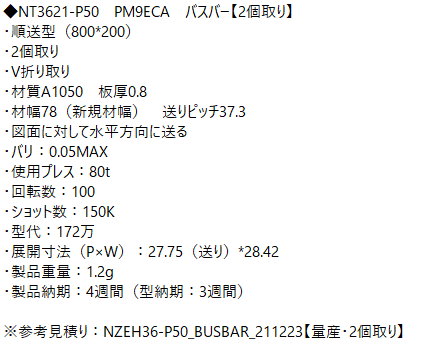 ◆NT3621-P50　PM9ECA　バスバー【2個取り】
・順送型（800*200）
・2個取り
・V折り取り
・材質A1050　板厚0.8
・材幅78（新規材幅）　送りピッチ37.3
・図面に対して水平方向に送る
・バリ：0.05MAX
・使用プレス：80t
・回転数：100
・ショット数：150K
・型代：172万
・展開寸法（P×W）：27.75（送り）*28.42
・製品重量：1.2g
・製品納期：4週間（型納期：3週間）
※参考見積り：NZEH36-P50_BUSBAR_211223【量産・2個取り】